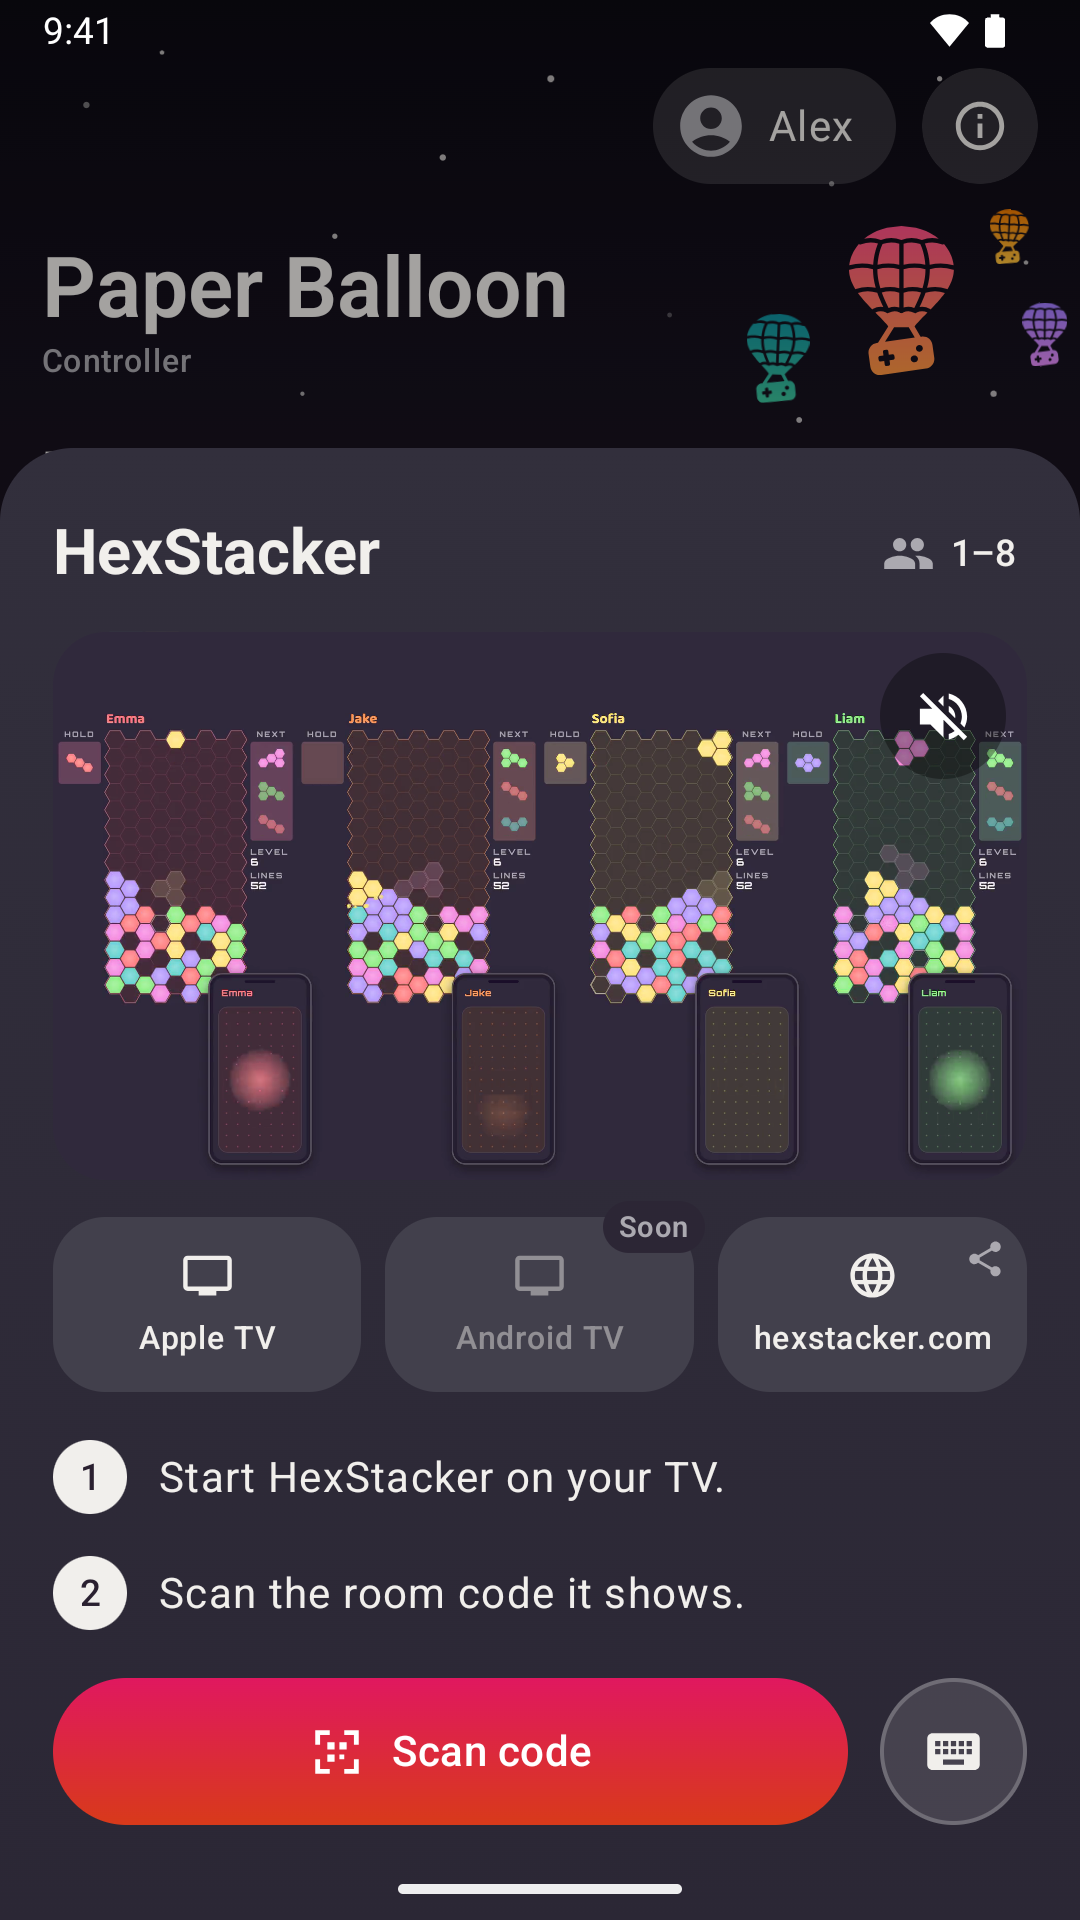 9:41
Alex
Paper Balloon
Controller
HexStacker
1–8
Emma
Jake
Sofia
Liam
HOLD
NEXT
HOLD
NEXT
HOLD
NEXT
HOLD
NEXT
LEVEL
6
LINES
52
LEVEL
6
LINES
52
LEVEL
6
LINES
52
LEVEL
6
LINES
52
Emma
Jake
Sofia
Liam
Soon
Apple TV
Android TV
hexstacker.com
1 Start HexStacker on your TV.
2 Scan the room code it shows.
Scan code